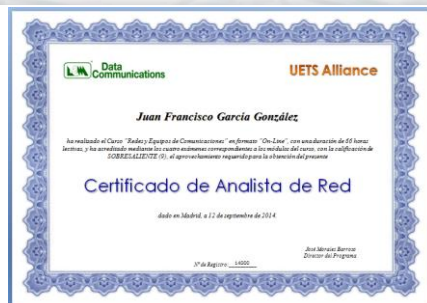 LM Data Communications
UETS Alliance
Juan Francisco García González
ha realizado el Curso "Redes y Equipos de Comunicaciones" en formato "On-Line", con una duración de 66 horas
lectivas, y ha acreditado mediante los cuatro exámenes correspondientes a los módulos del curso, con la calificación de
SOBRESALIENTE (9), el aprovechamiento requerido para la obtención del presente
Certificado de Analista de Red
dado en Madrid, a 12 de septiembre de 2014.
José Morales Barroso
Director del Programa
Nº de Registro: 14000